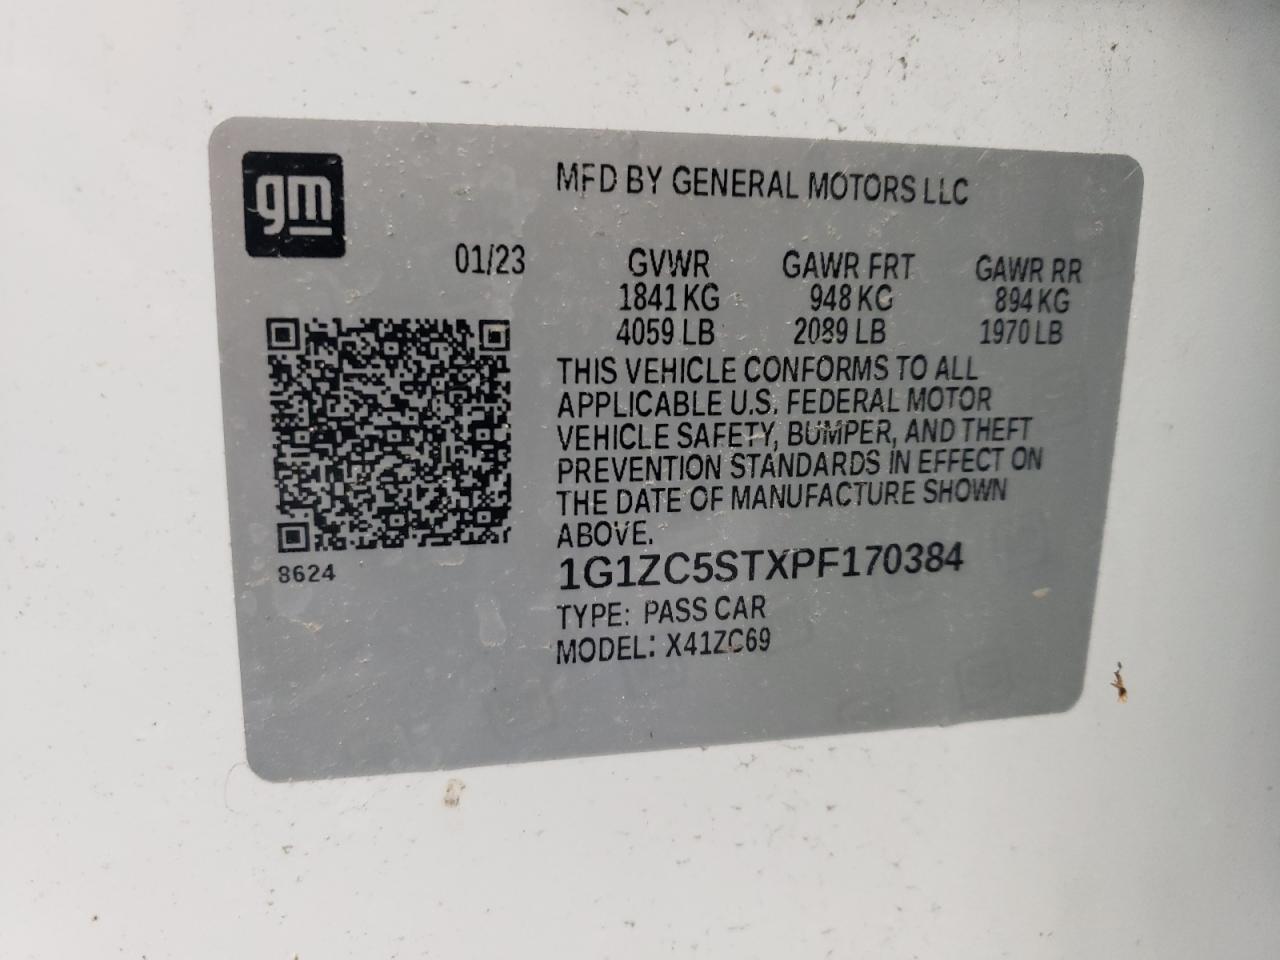 gm
MFD BY GENERAL MOTORS LLC
01/23 GVWR GAWR FRT GAWR RR
1841 KG 948 KG 894 KG
4059 LB 2089 LB 1970 LB
THIS VEHICLE CONFORMS TO ALL
APPLICABLE U.S. FEDERAL MOTOR
VEHICLE SAFETY, BUMPER, AND THEFT
PREVENTION STANDARDS IN EFFECT ON
THE DATE OF MANUFACTURE SHOWN
ABOVE.
8624
1G1ZC5STXPF170384
TYPE: PASS CAR
MODEL: X41ZC69